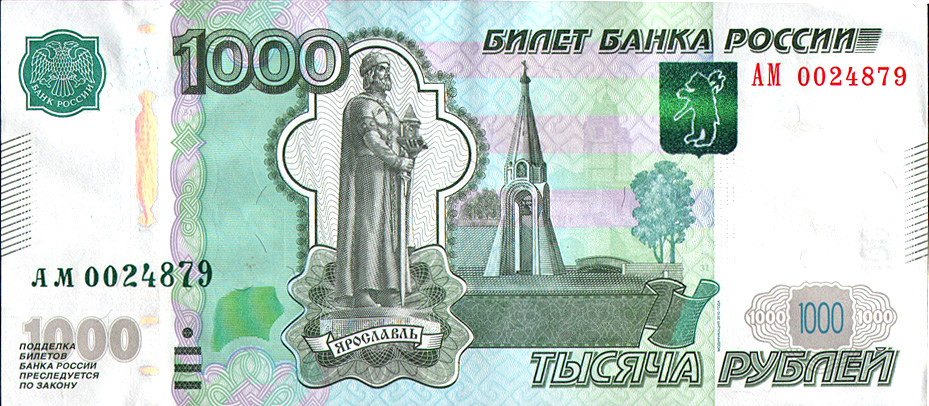 1000
БИЛЕТ БАНКА РОССИИ
АМ 0024879
БАНК РОССИИ
АМ 0024879
1000
ПОДДЕЛКА
БИЛЕТОВ
БАНКА РОССИИ
ПРЕСЛЕДУЕТСЯ
ПО ЗАКОНУ
ЯРОСЛАВЛЬ
1000 1000 1000
ТЫСЯЧА РУБЛЕЙ